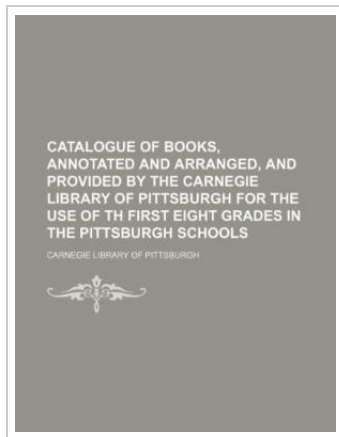 CATALOGUE OF BOOKS,
ANNOTATED AND ARRANGED, AND
PROVIDED BY THE CARNEGIE
LIBRARY OF PITTSBURGH FOR THE
USE OF TH FIRST EIGHT GRADES IN
THE PITTSBURGH SCHOOLS
CARNEGIE LIBRARY OF PITTSBURGH